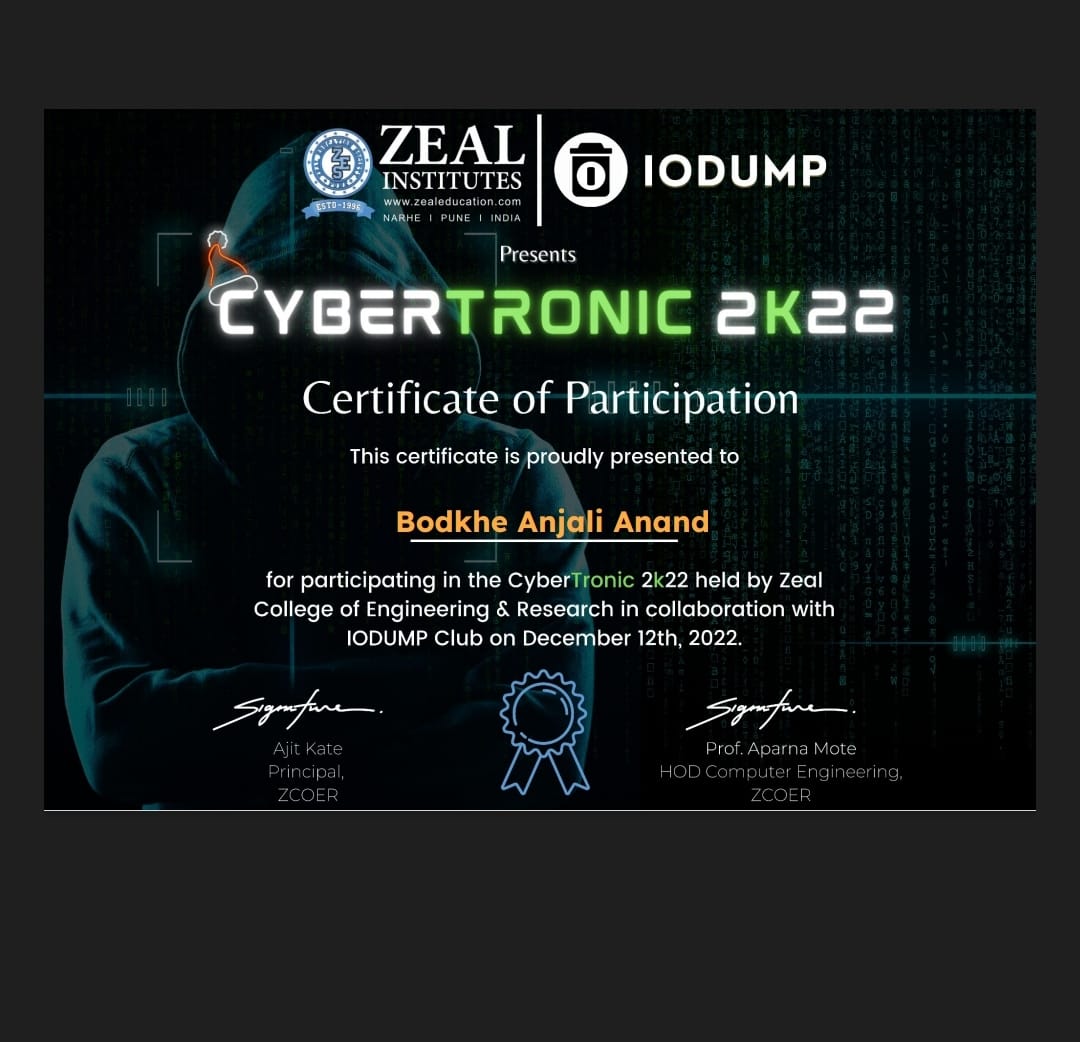 ZEAL
INSTITUTES
www.zealeducation.com
NARHE | PUNE | INDIA
ZES
ESTD-1996
IODUMP
Presents
CYBERTRONIC 2K22
Certificate of Participation
This certificate is proudly presented to
Bodkhe Anjali Anand
for participating in the CyberTronic 2k22 held by Zeal
College of Engineering & Research in collaboration with
IODUMP Club on December 12th, 2022.
Signature
Ajit Kate
Principal,
ZCOER
Signature
Prof. Aparna Mote
HOD Computer Engineering,
ZCOER